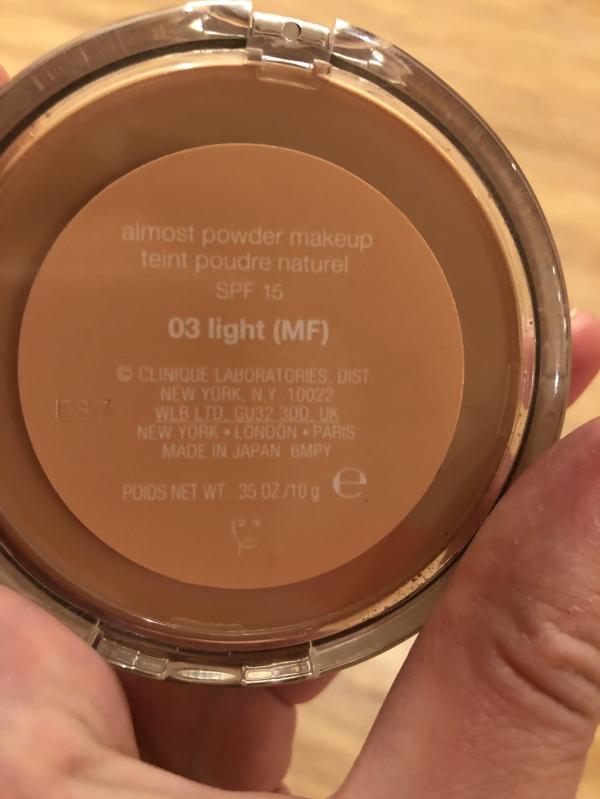 almost powder makeup
teint poudre naturel
SPF 15
03 light (MF)
© CLINIQUE LABORATORIES, DIST.
NEW YORK, N.Y. 10022
WLB LTD. GU32 3DD, UK
NEW YORK • LONDON • PARIS
MADE IN JAPAN 6MPY
POIDS NET WT. .35 OZ./10 g ℮
E37